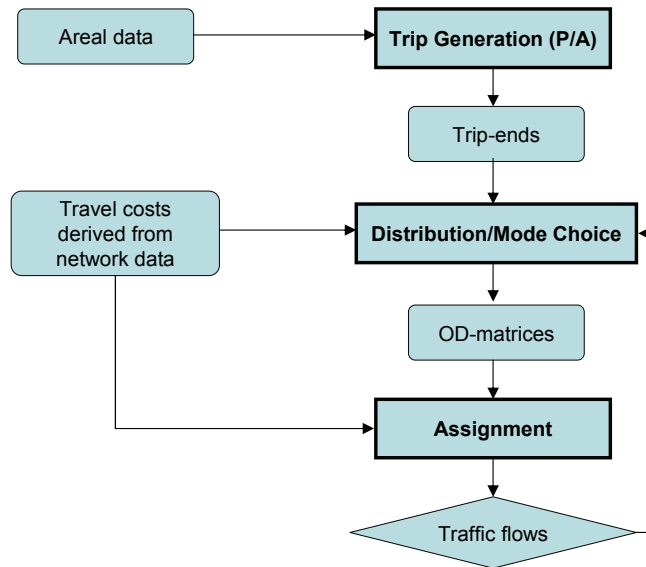 Areal data
Trip Generation (P/A)
Trip-ends
Travel costs
derived from
network data
Distribution/Mode Choice
OD-matrices
Assignment
Traffic flows